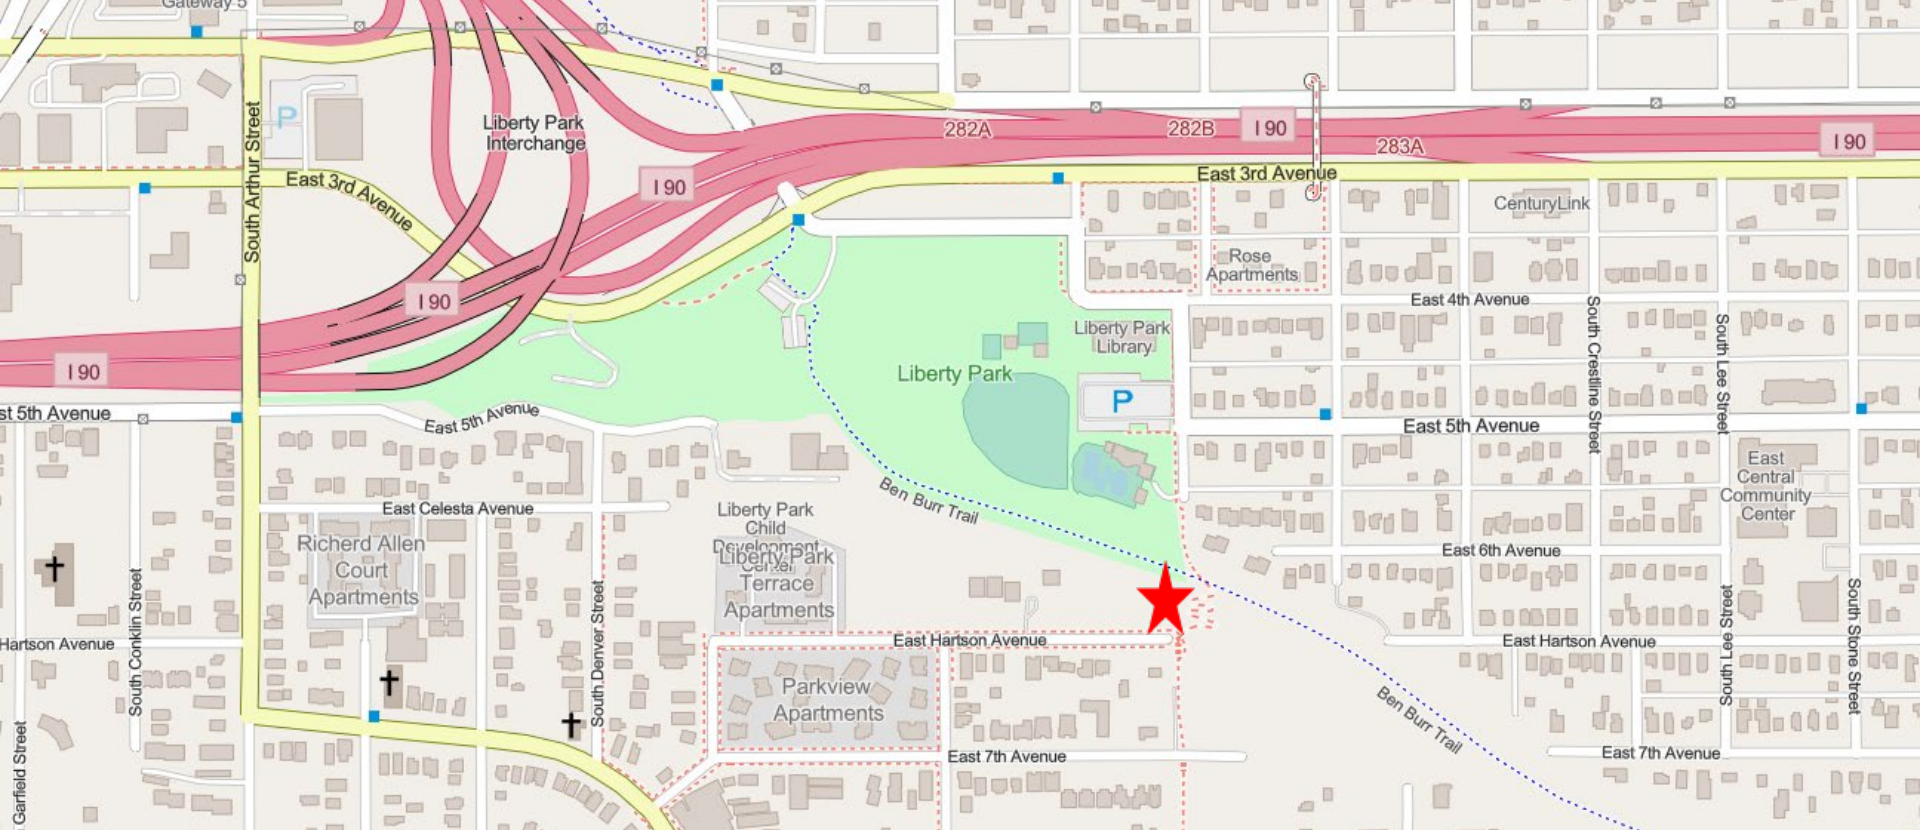 Gateway 5
South Arthur Street
P
Liberty Park
Interchange
282A
282B
I 90
283A
I 90
East 3rd Avenue
East 3rd Avenue
I 90
CenturyLink
Rose
Apartments
I 90
East 4th Avenue
Liberty Park
Library
South Crestline Street
South Lee Street
I 90
Liberty Park
P
st 5th Avenue
East 5th Avenue
East 5th Avenue
East
Central
Community
Center
Ben Burr Trail
East Celesta Avenue
Liberty Park
Child
Development
Center
Liberty Park
Terrace
Apartments
Richerd Allen
Court
Apartments
East 6th Avenue
South Conklin Street
South Denver Street
South Lee Street
South Stone Street
Hartson Avenue
East Hartson Avenue
East Hartson Avenue
Parkview
Apartments
Ben Burr Trail
East 7th Avenue
East 7th Avenue
Garfield Street